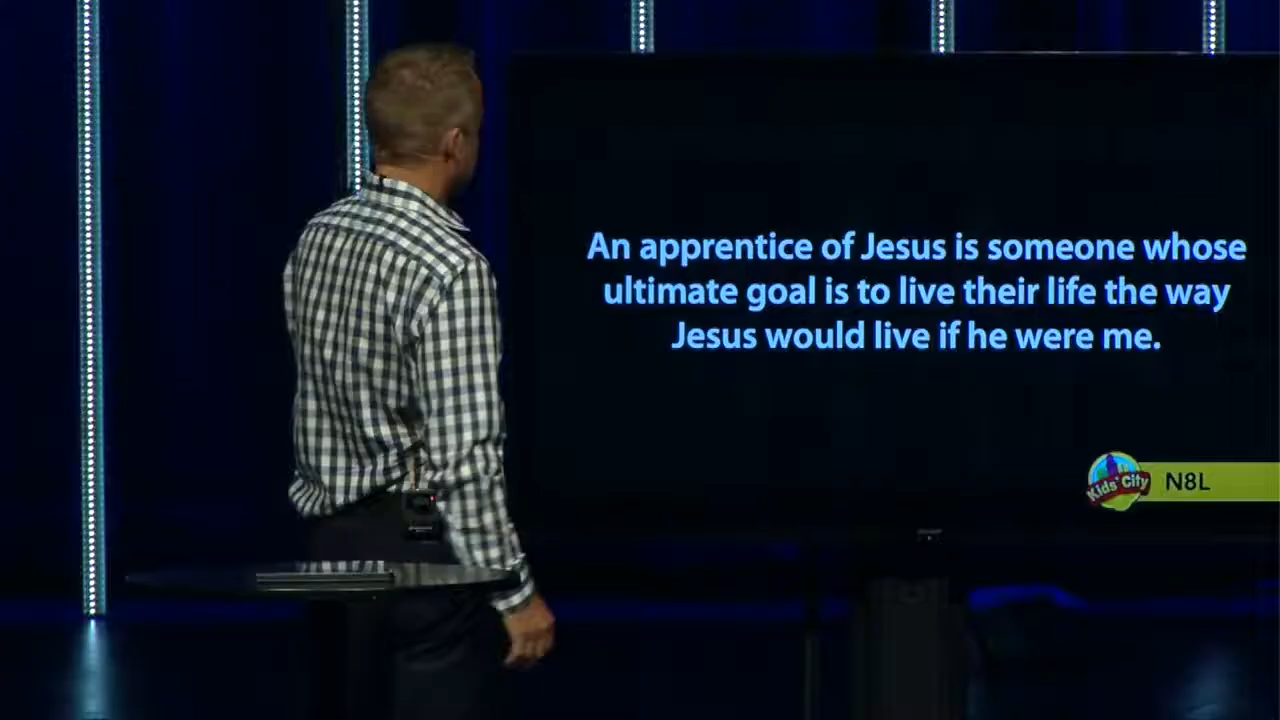 An apprentice of Jesus is someone whose
ultimate goal is to live their life the way
Jesus would live if he were me.
Kids' City
N8L